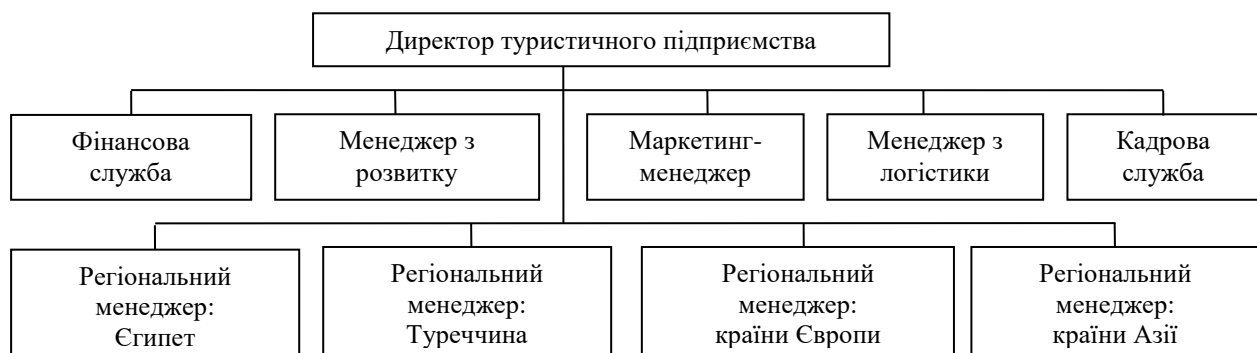 Директор туристичного підприємства
Фінансова
служба
Менеджер з
розвитку
Маркетинг-
менеджер
Менеджер з
логістики
Кадрова
служба
Регіональний
менеджер:
Єгипет
Регіональний
менеджер:
Туреччина
Регіональний
менеджер:
країни Європи
Регіональний
менеджер:
країни Азії